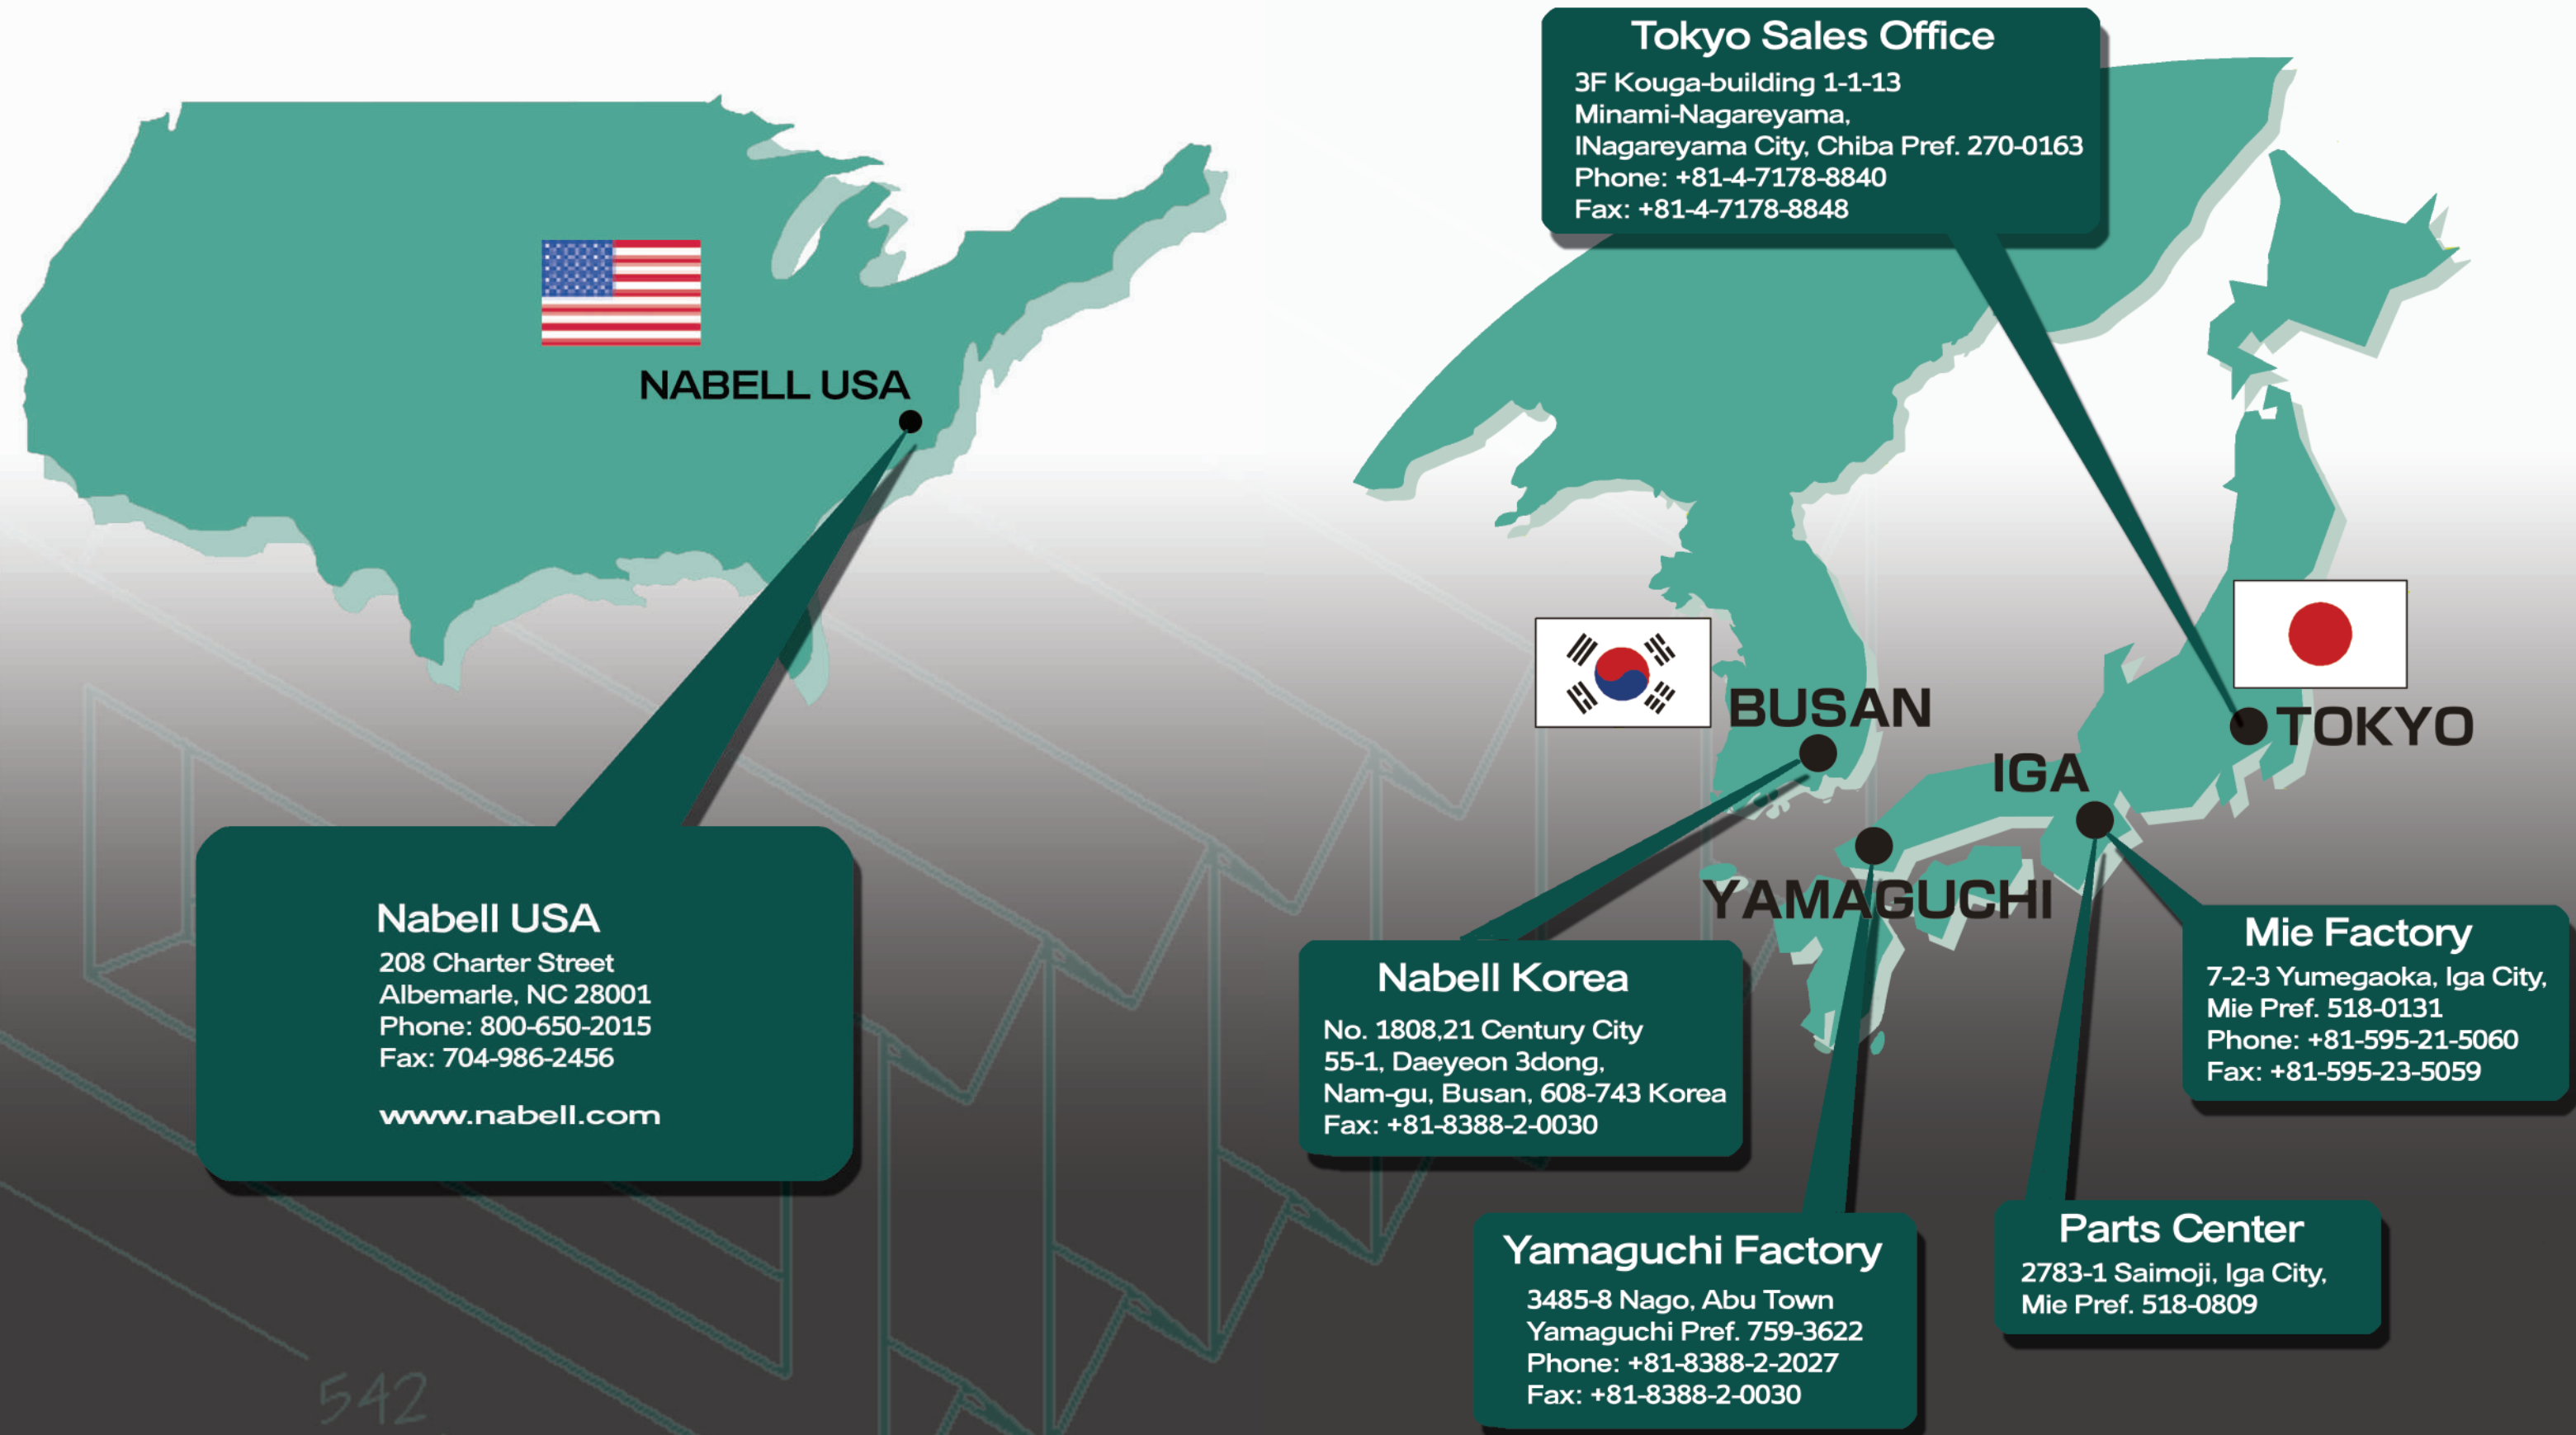 NABELL USA
Nabell USA
208 Charter Street
Albemarle, NC 28001
Phone: 800-650-2015
Fax: 704-986-2456
www.nabell.com
542
Tokyo Sales Office
3F Kouga-building 1-1-13
Minami-Nagareyama,
INagareyama City, Chiba Pref. 270-0163
Phone: +81-4-7178-8840
Fax: +81-4-7178-8848
BUSAN
TOKYO
IGA
YAMAGUCHI
Nabell Korea
No. 1808,21 Century City
55-1, Daeyeon 3dong,
Nam-gu, Busan, 608-743 Korea
Fax: +81-8388-2-0030
Mie Factory
7-2-3 Yumegaoka, Iga City,
Mie Pref. 518-0131
Phone: +81-595-21-5060
Fax: +81-595-23-5059
Yamaguchi Factory
3485-8 Nago, Abu Town
Yamaguchi Pref. 759-3622
Phone: +81-8388-2-2027
Fax: +81-8388-2-0030
Parts Center
2783-1 Saimoji, Iga City,
Mie Pref. 518-0809